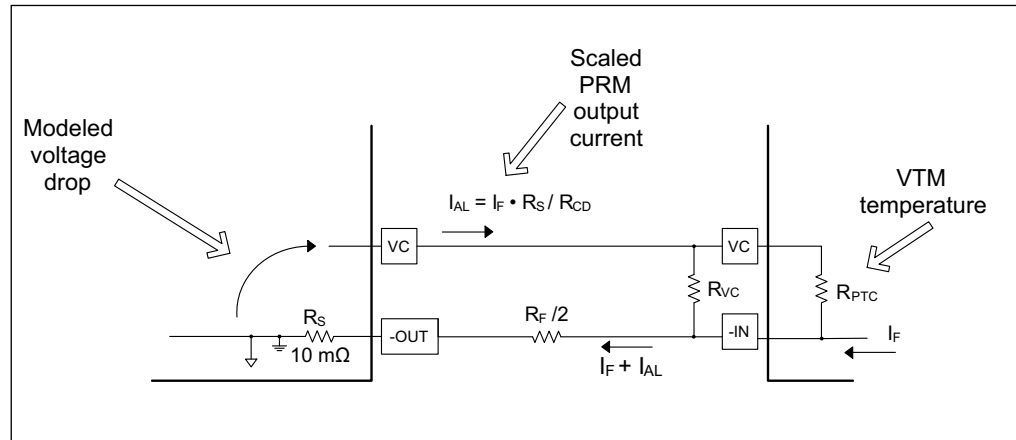 Scaled
PRM
output
current
Modeled
voltage
drop
VTM
temperature
I_AL = I_F • R_S / R_CD
VC
VC
R_VC
R_PTC
R_S
10 mΩ
-OUT
R_F /2
-IN
I_F
I_F + I_AL